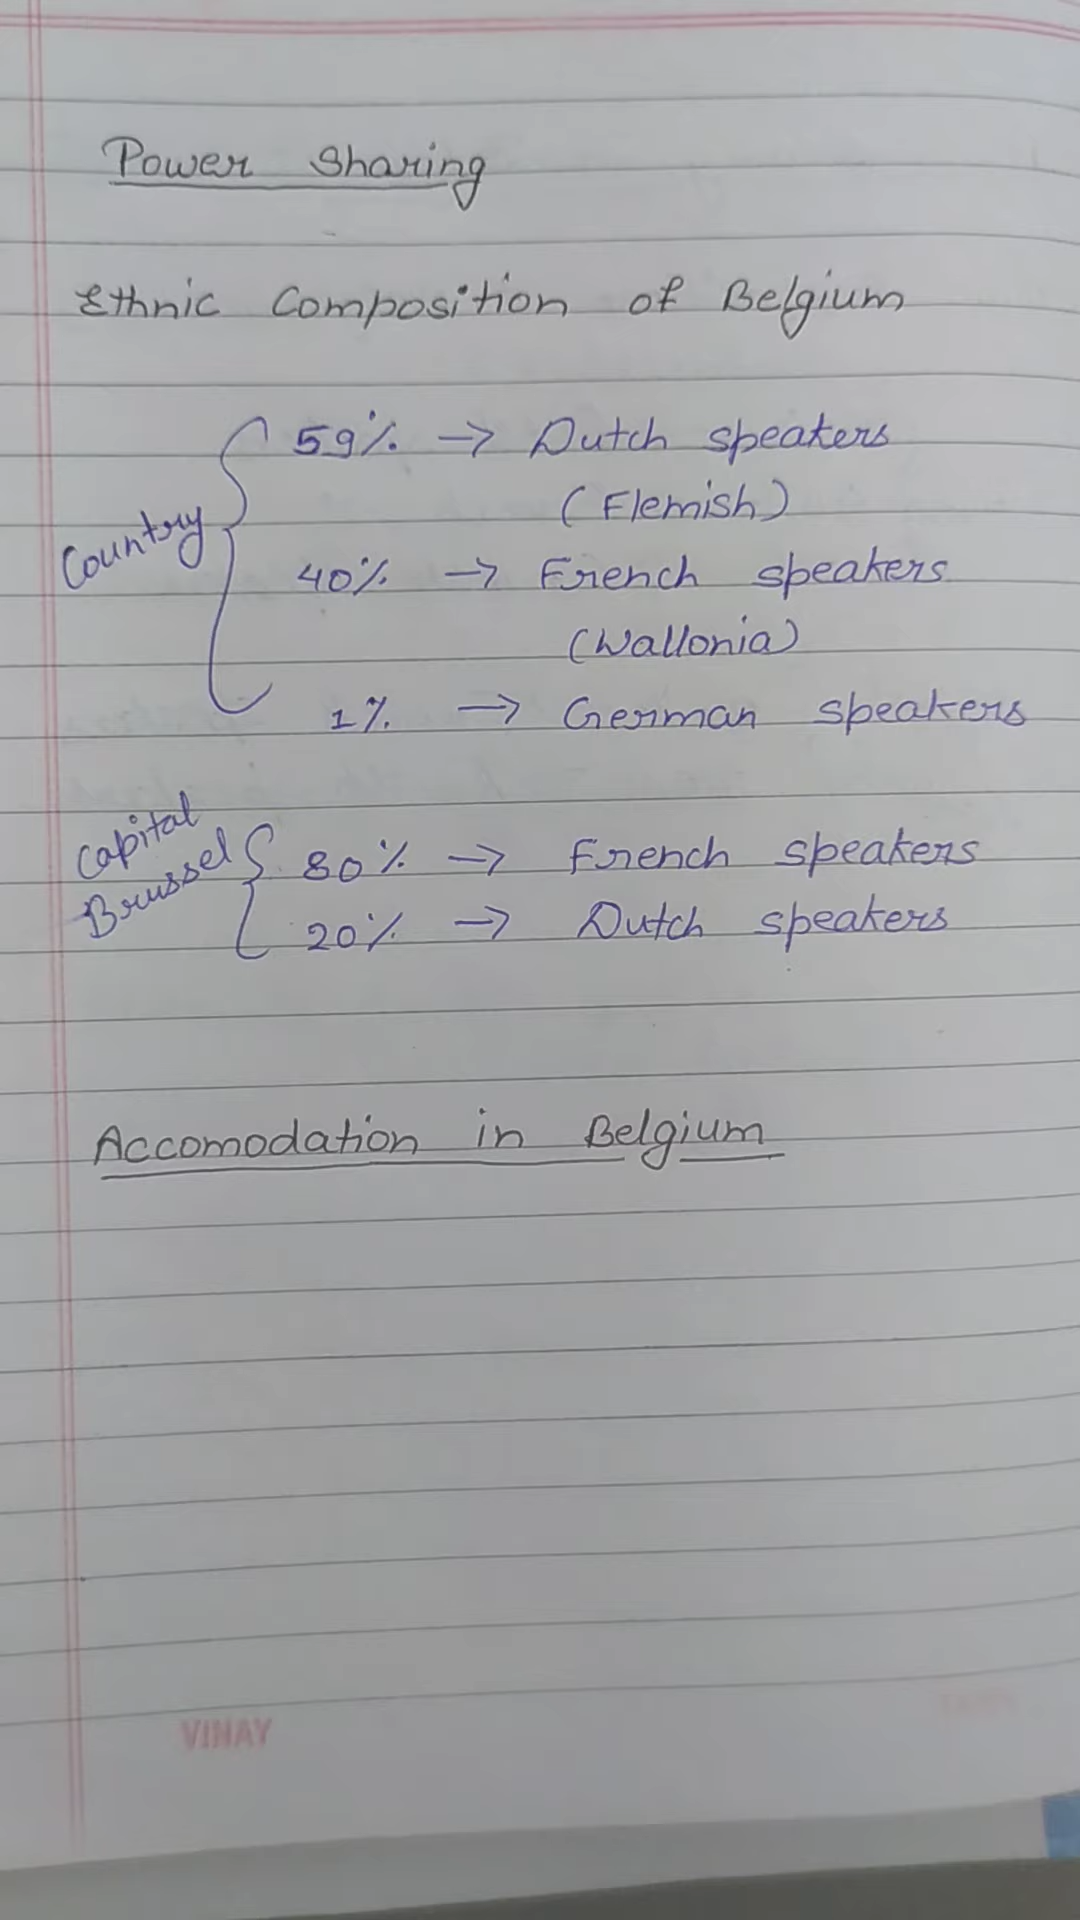 Power Sharing
Ethnic Composition of Belgium
Country
59% → Dutch speakers
(Flemish)
40% → French speakers
(Wallonia)
1% → German speakers
Capital
Brussel
80% → French speakers
20% → Dutch speakers
Accomodation in Belgium
VINAY